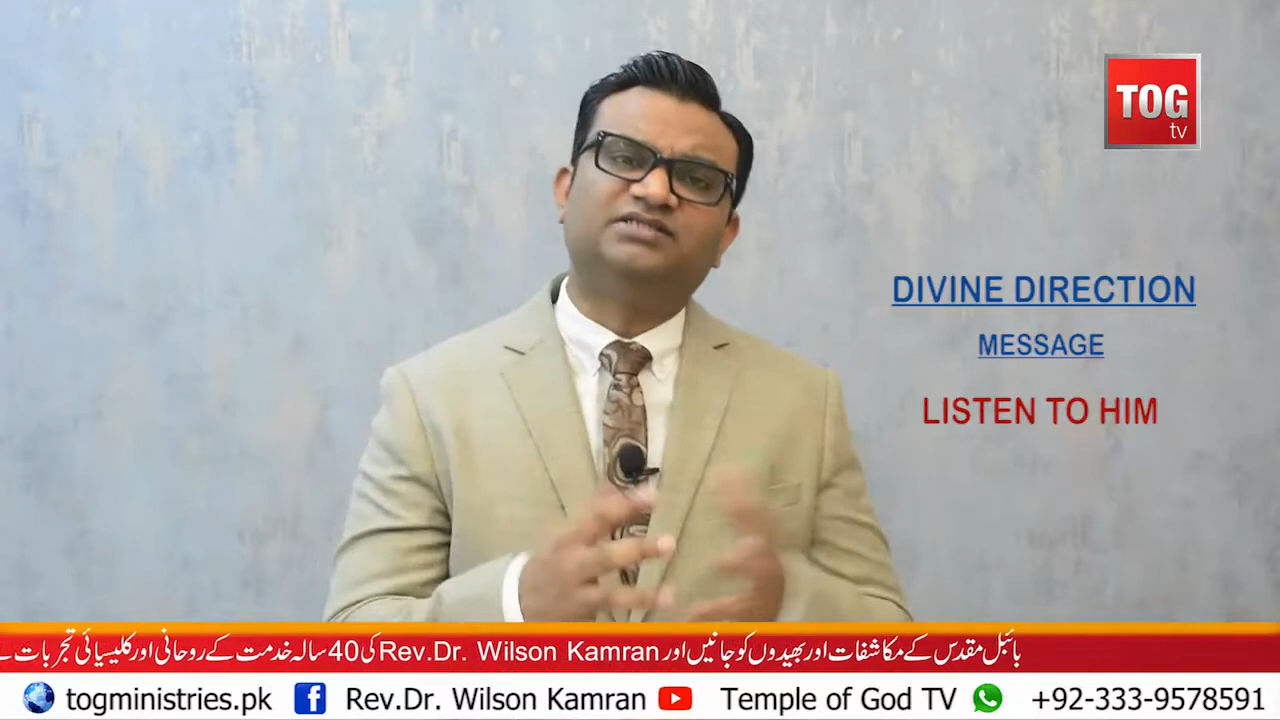 TOG
tv
DIVINE DIRECTION
MESSAGE
LISTEN TO HIM
بائبل مقدس کے مکاشفات اور بھیدوں کو جانیں اور Rev.Dr. Wilson Kamran کی 40 سالہ خدمت کے روحانی اور کلیسیائی تجربات
togministries.pk Rev.Dr. Wilson Kamran Temple of God TV +92-333-9578591